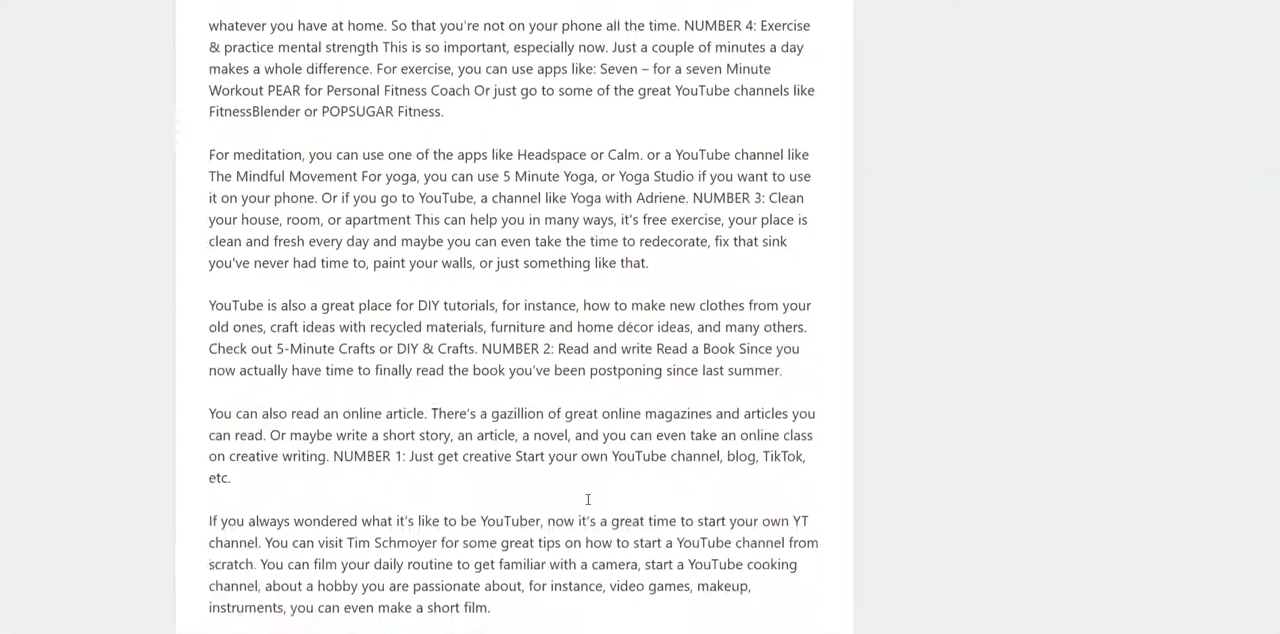 whatever you have at home. So that you're not on your phone all the time. NUMBER 4: Exercise
& practice mental strength This is so important, especially now. Just a couple of minutes a day
makes a whole difference. For exercise, you can use apps like: Seven – for a seven Minute
Workout PEAR for Personal Fitness Coach Or just go to some of the great YouTube channels like
FitnessBlender or POPSUGAR Fitness.
For meditation, you can use one of the apps like Headspace or Calm. or a YouTube channel like
The Mindful Movement For yoga, you can use 5 Minute Yoga, or Yoga Studio if you want to use
it on your phone. Or if you go to YouTube, a channel like Yoga with Adriene. NUMBER 3: Clean
your house, room, or apartment This can help you in many ways, it's free exercise, your place is
clean and fresh every day and maybe you can even take the time to redecorate, fix that sink
you've never had time to, paint your walls, or just something like that.
YouTube is also a great place for DIY tutorials, for instance, how to make new clothes from your
old ones, craft ideas with recycled materials, furniture and home décor ideas, and many others.
Check out 5-Minute Crafts or DIY & Crafts. NUMBER 2: Read and write Read a Book Since you
now actually have time to finally read the book you've been postponing since last summer.
You can also read an online article. There's a gazillion of great online magazines and articles you
can read. Or maybe write a short story, an article, a novel, and you can even take an online class
on creative writing. NUMBER 1: Just get creative Start your own YouTube channel, blog, TikTok,
etc.
If you always wondered what it's like to be YouTuber, now it's a great time to start your own YT
channel. You can visit Tim Schmoyer for some great tips on how to start a YouTube channel from
scratch. You can film your daily routine to get familiar with a camera, start a YouTube cooking
channel, about a hobby you are passionate about, for instance, video games, makeup,
instruments, you can even make a short film.